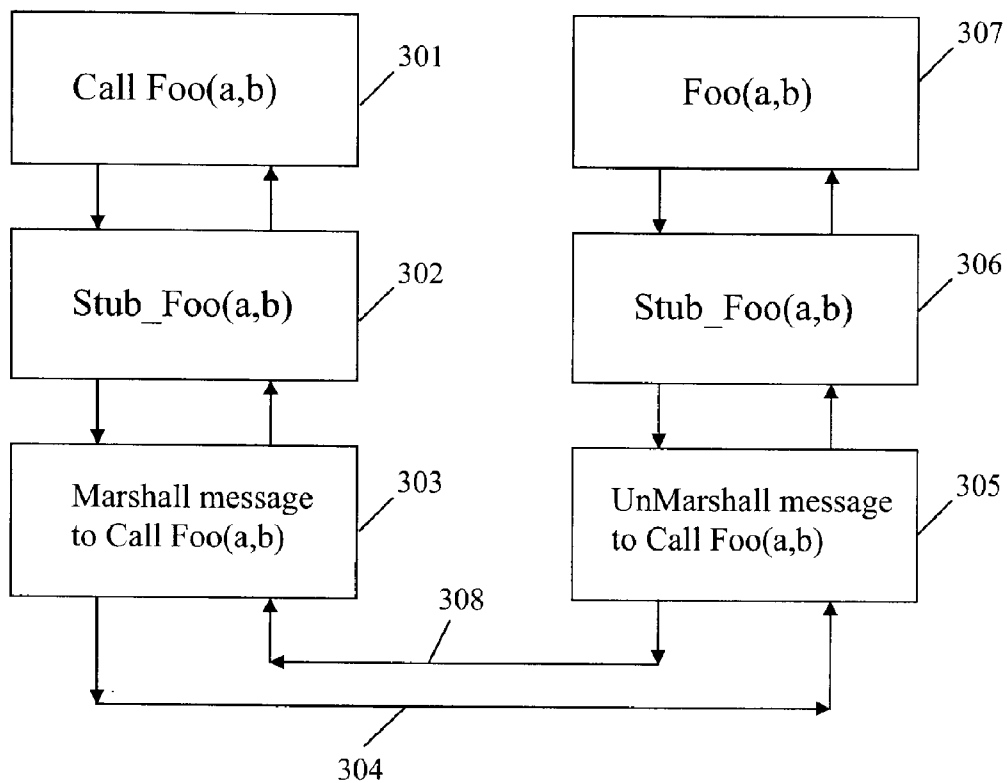 Call Foo(a,b)
301
Stub_Foo(a,b)
302
Marshall message
to Call Foo(a,b)
303
304
Foo(a,b)
307
Stub_Foo(a,b)
306
UnMarshall message
to Call Foo(a,b)
305
308